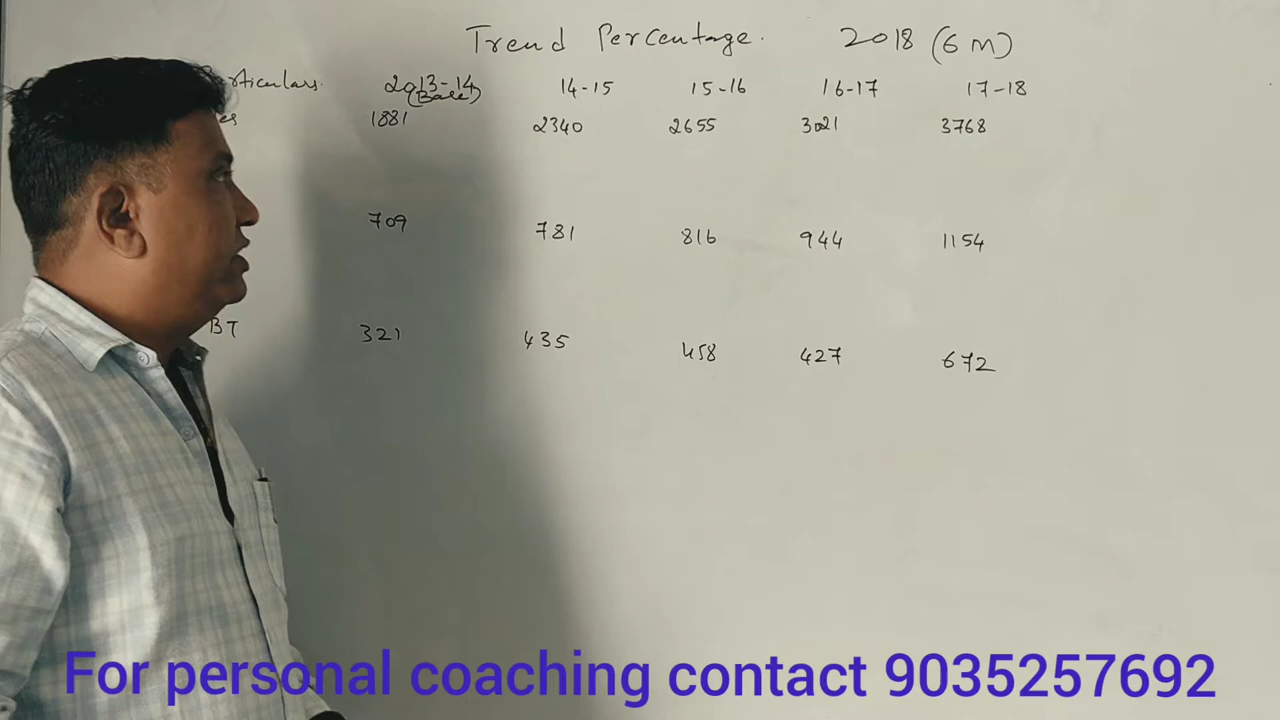 Trend Percentage. 2018 (6 M)
2013-14 14-15 15-16 16-17 17-18
(Base)
1881 2340 2655 3021 3768
709 781 816 944 1154
BT 321 435 458 427 672
For personal coaching contact 9035257692